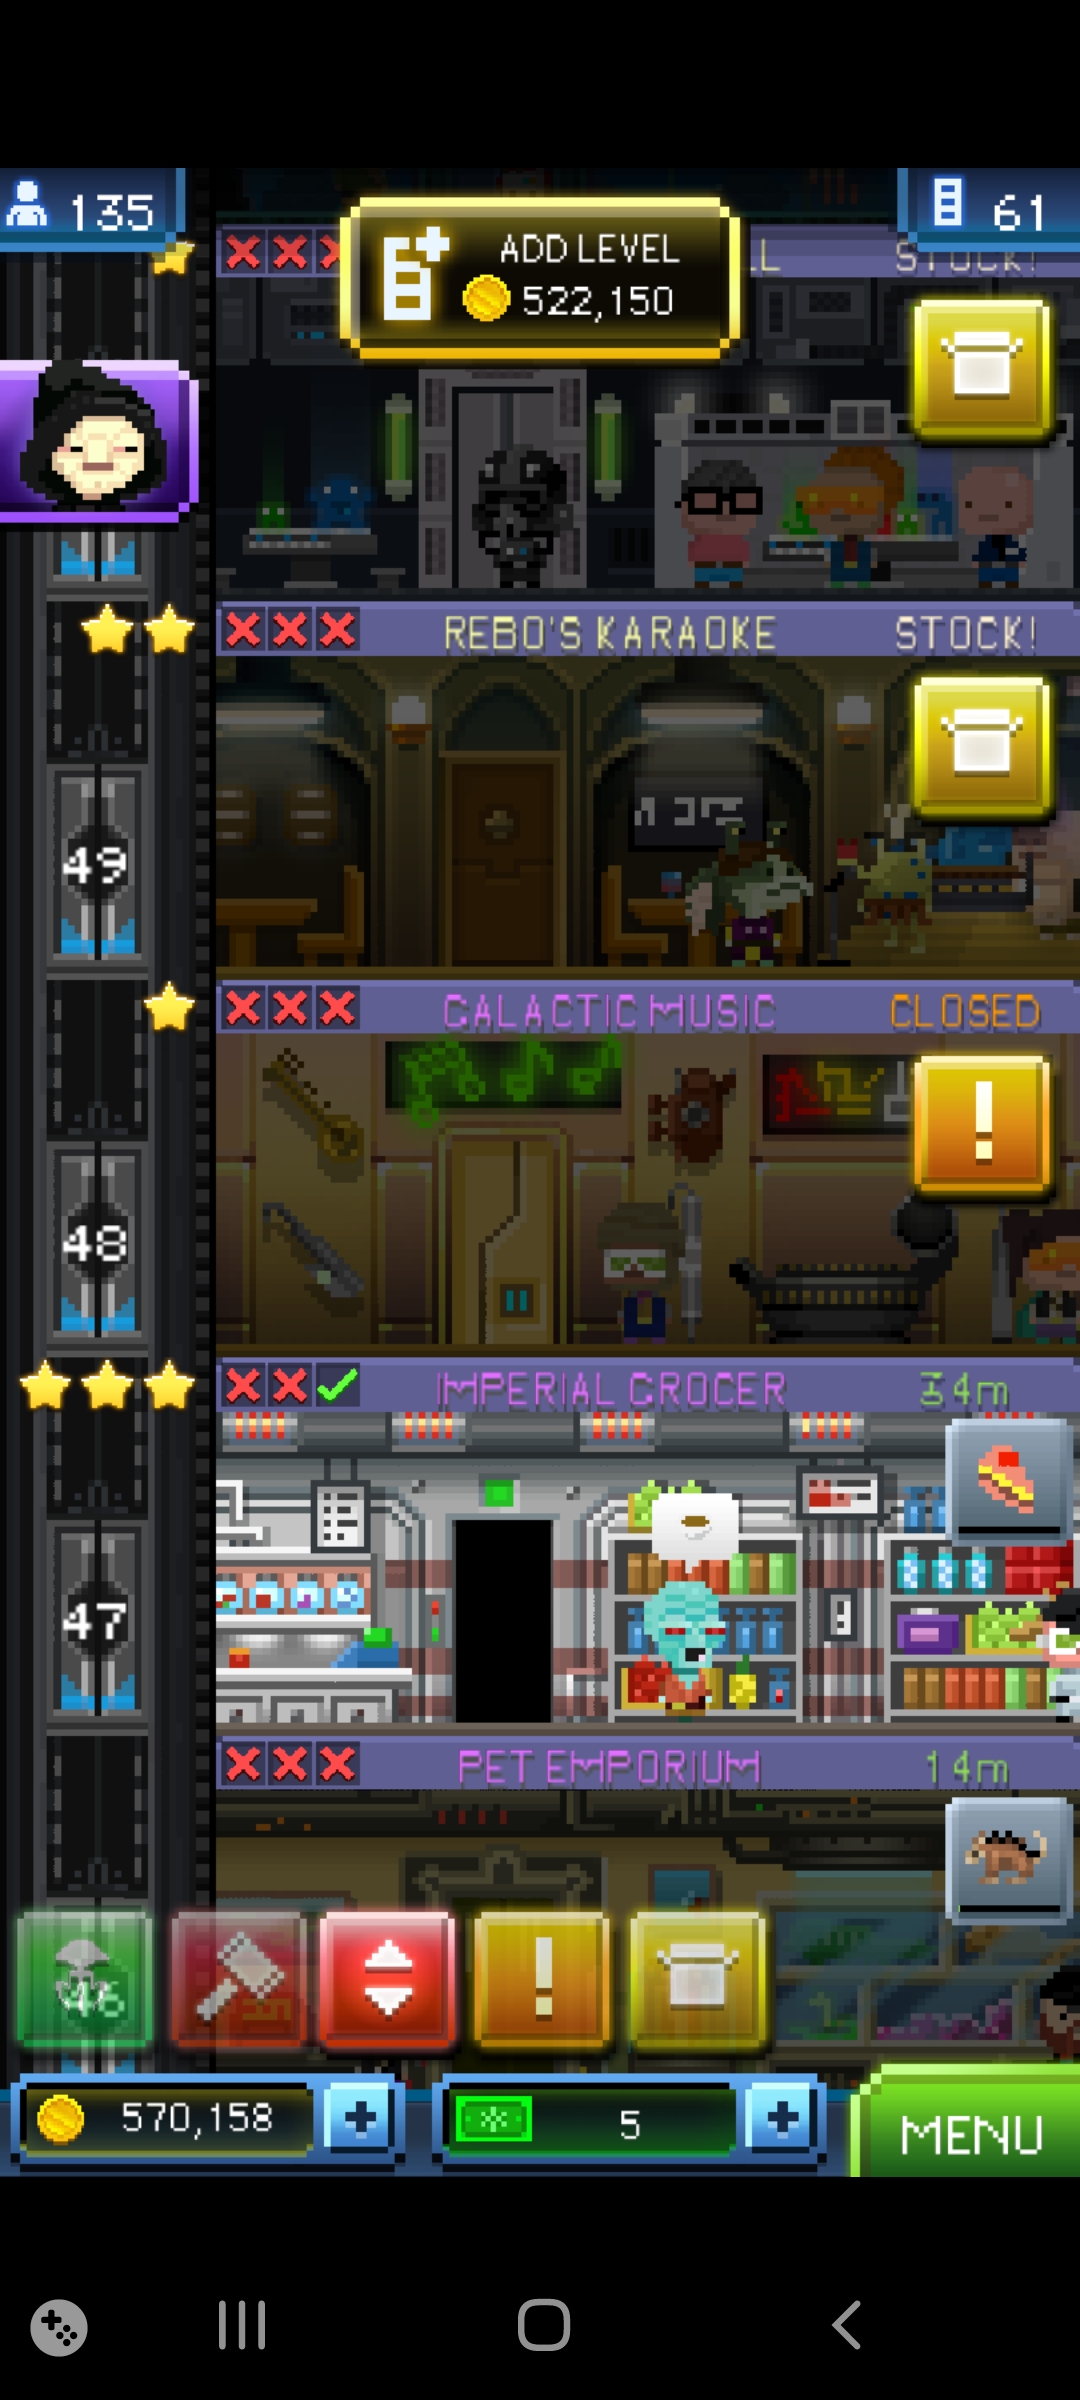 135
ADD LEVEL
522,150
61
LL STOCK!
REBO'S KARAOKE STOCK!
49
GALACTIC MUSIC CLOSED
48
IMPERIAL GROCER 34m
47
PET EMPORIUM 14m
46
570,158
5
MENU